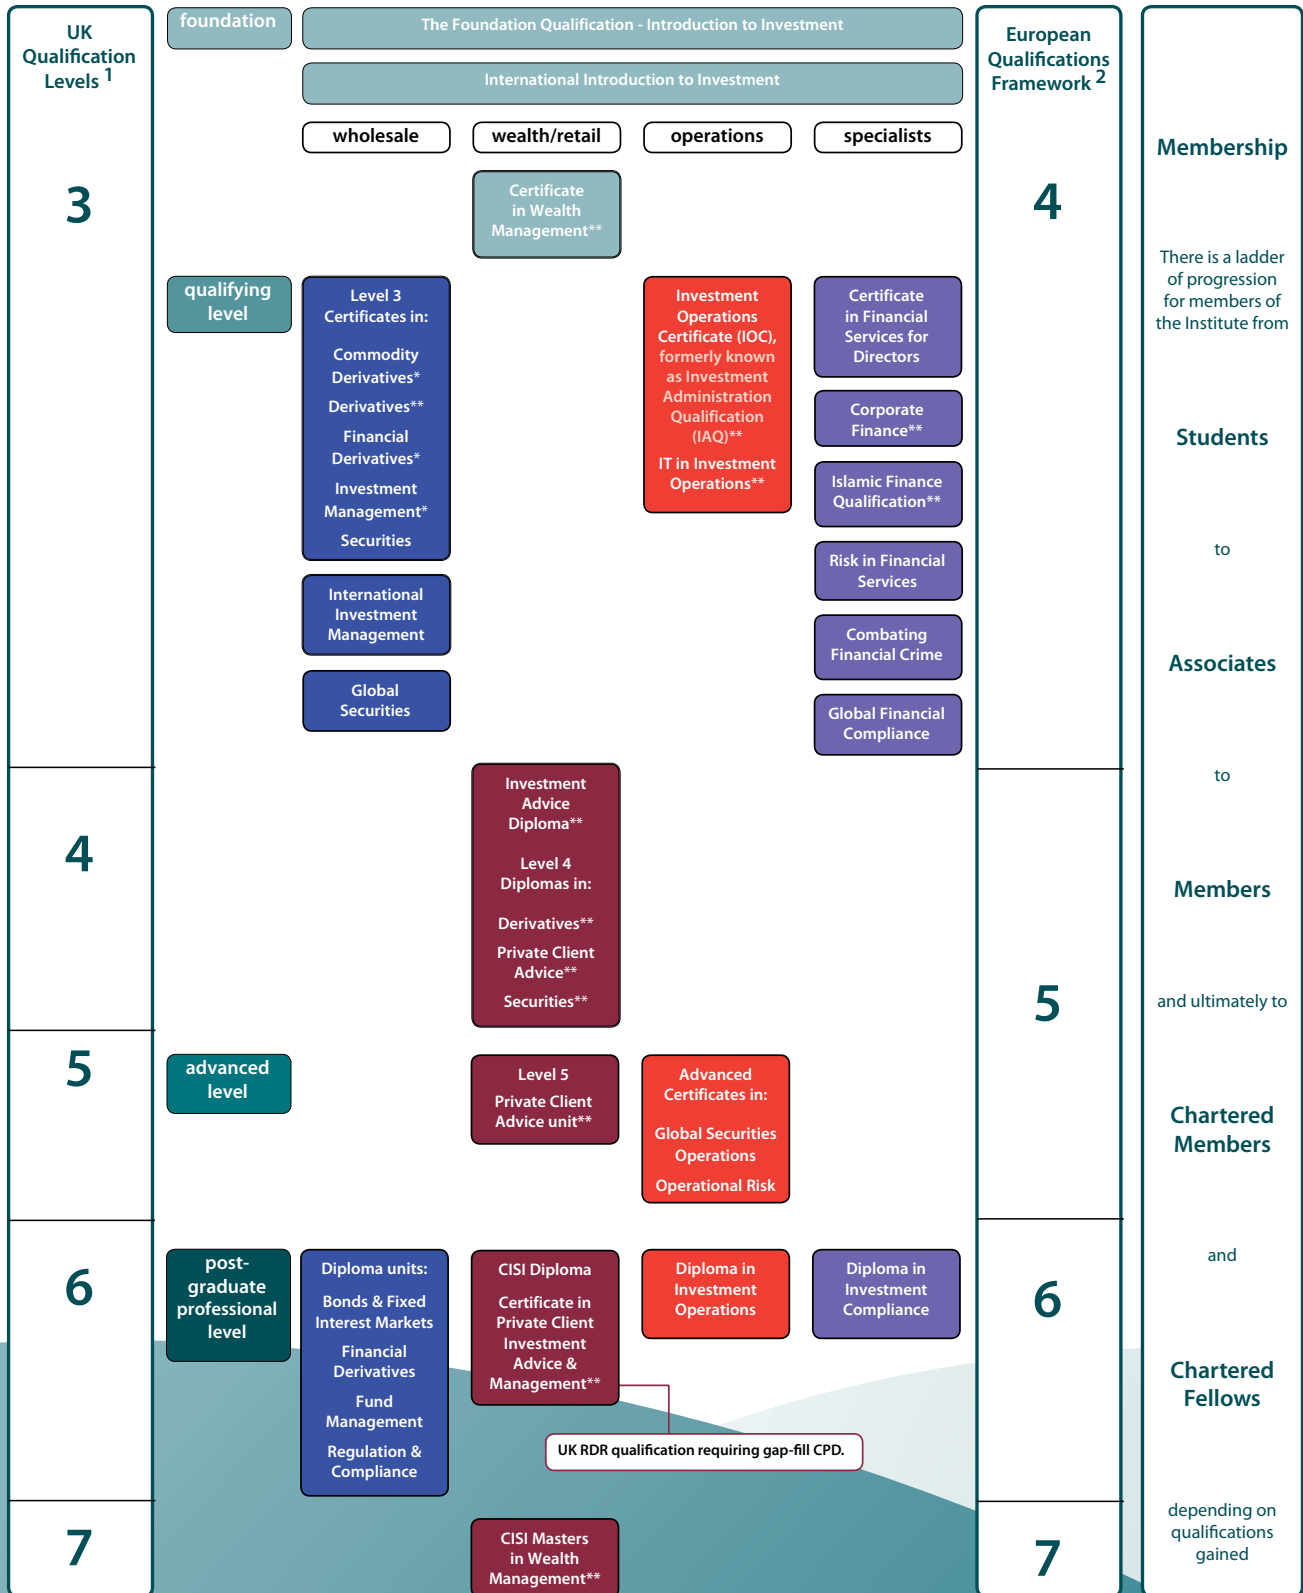 UK
Qualification
Levels 1
3
4
5
6
7
foundation
The Foundation Qualification - Introduction to Investment
International Introduction to Investment
wholesale
wealth/retail
operations
specialists
Certificate
in Wealth
Management**
qualifying
level
Level 3
Certificates in:
Commodity
Derivatives*
Derivatives**
Financial
Derivatives*
Investment
Management*
Securities
International
Investment
Management
Global
Securities
Investment
Operations
Certificate (IOC),
formerly known
as Investment
Administration
Qualification
(IAQ)**
IT in Investment
Operations**
Certificate
in Financial
Services for
Directors
Corporate
Finance**
Islamic Finance
Qualification**
Risk in Financial
Services
Combating
Financial Crime
Global Financial
Compliance
Investment
Advice
Diploma**
Level 4
Diplomas in:
Derivatives**
Private Client
Advice**
Securities**
advanced
level
Level 5
Private Client
Advice unit**
Advanced
Certificates in:
Global Securities
Operations
Operational Risk
post-
graduate
professional
level
Diploma units:
Bonds & Fixed
Interest Markets
Financial
Derivatives
Fund
Management
Regulation &
Compliance
CISI Diploma
Certificate in
Private Client
Investment
Advice &
Management**
Diploma in
Investment
Operations
Diploma in
Investment
Compliance
UK RDR qualification requiring gap-fill CPD.
CISI Masters
in Wealth
Management**
European
Qualifications
Framework 2
4
5
6
7
Membership
There is a ladder
of progression
for members of
the Institute from
Students
to
Associates
to
Members
and ultimately to
Chartered
Members
and
Chartered
Fellows
depending on
qualifications
gained